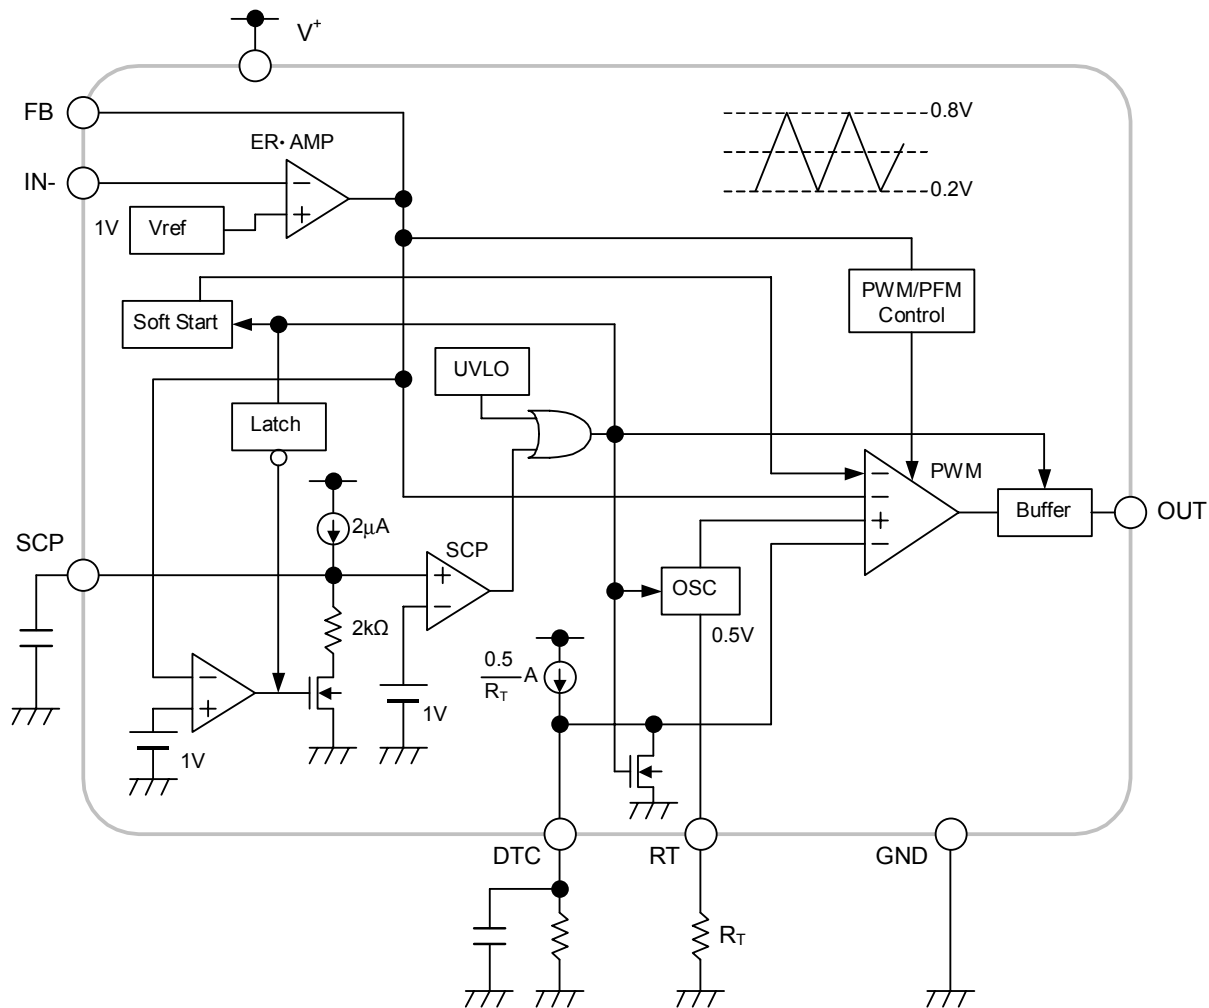 V+
FB
ER• AMP
0.8V
IN-
0.2V
1V
Vref
PWM/PFM
Control
Soft Start
UVLO
Latch
PWM
2μA
Buffer
OUT
SCP
SCP
OSC
2kΩ
0.5V
0.5
RT
A
1V
1V
DTC
RT
GND
RT